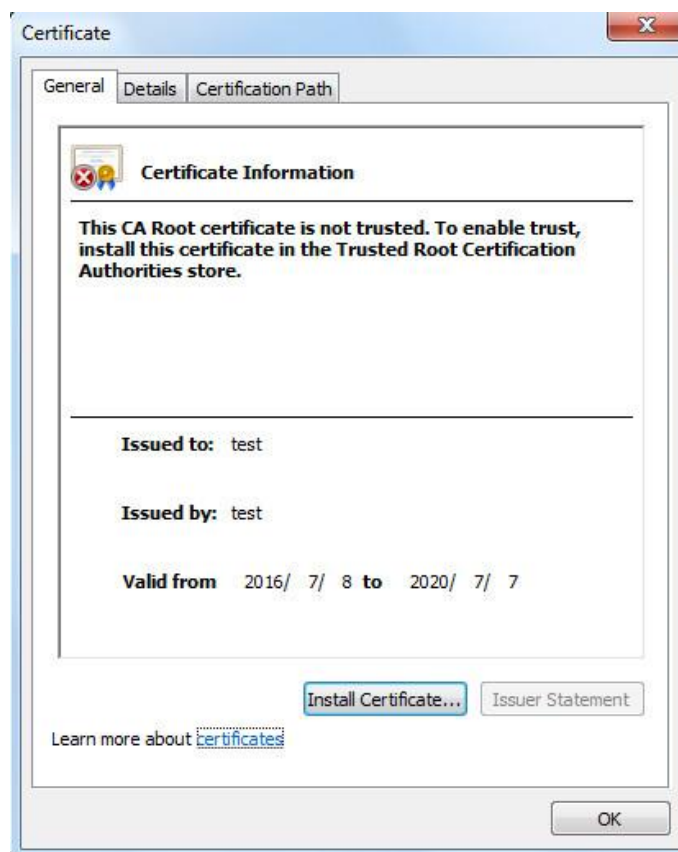 Certificate
General Details Certification Path
Certificate Information
This CA Root certificate is not trusted. To enable trust,
install this certificate in the Trusted Root Certification
Authorities store.
Issued to: test
Issued by: test
Valid from 2016/ 7/ 8 to 2020/ 7/ 7
Install Certificate... Issuer Statement
Learn more about certificates
OK